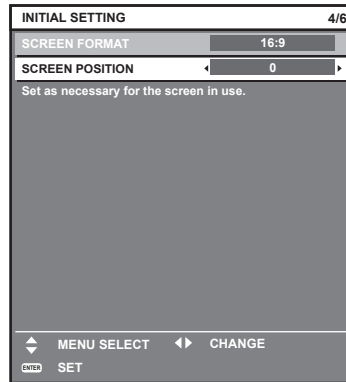 INITIAL SETTING 4/6
SCREEN FORMAT 16:9
SCREEN POSITION 0
Set as necessary for the screen in use.
MENU SELECT CHANGE
ENTER SET